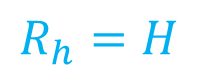 R_h = H